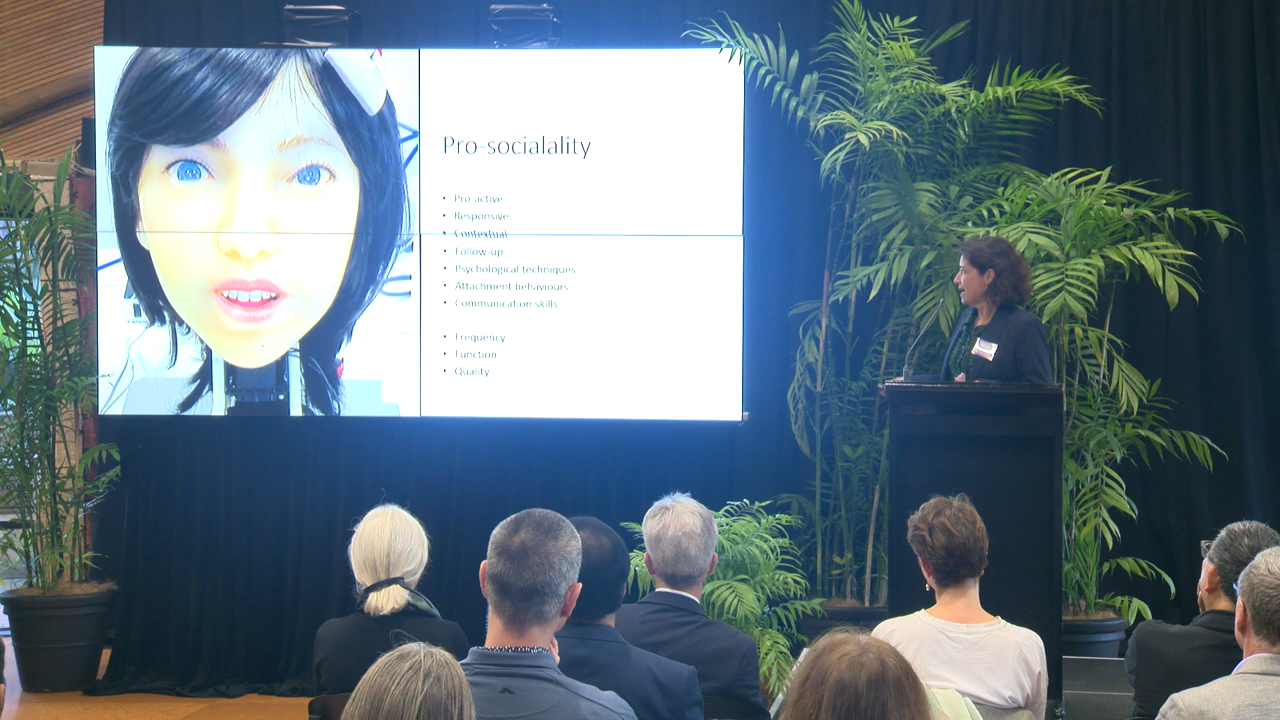 Pro-socialality
• Pro-active
• Responsive
• Contextual
• Follow-up
• Psychological techniques
• Attachment behaviours
• Communication skills
• Frequency
• Function
• Quality